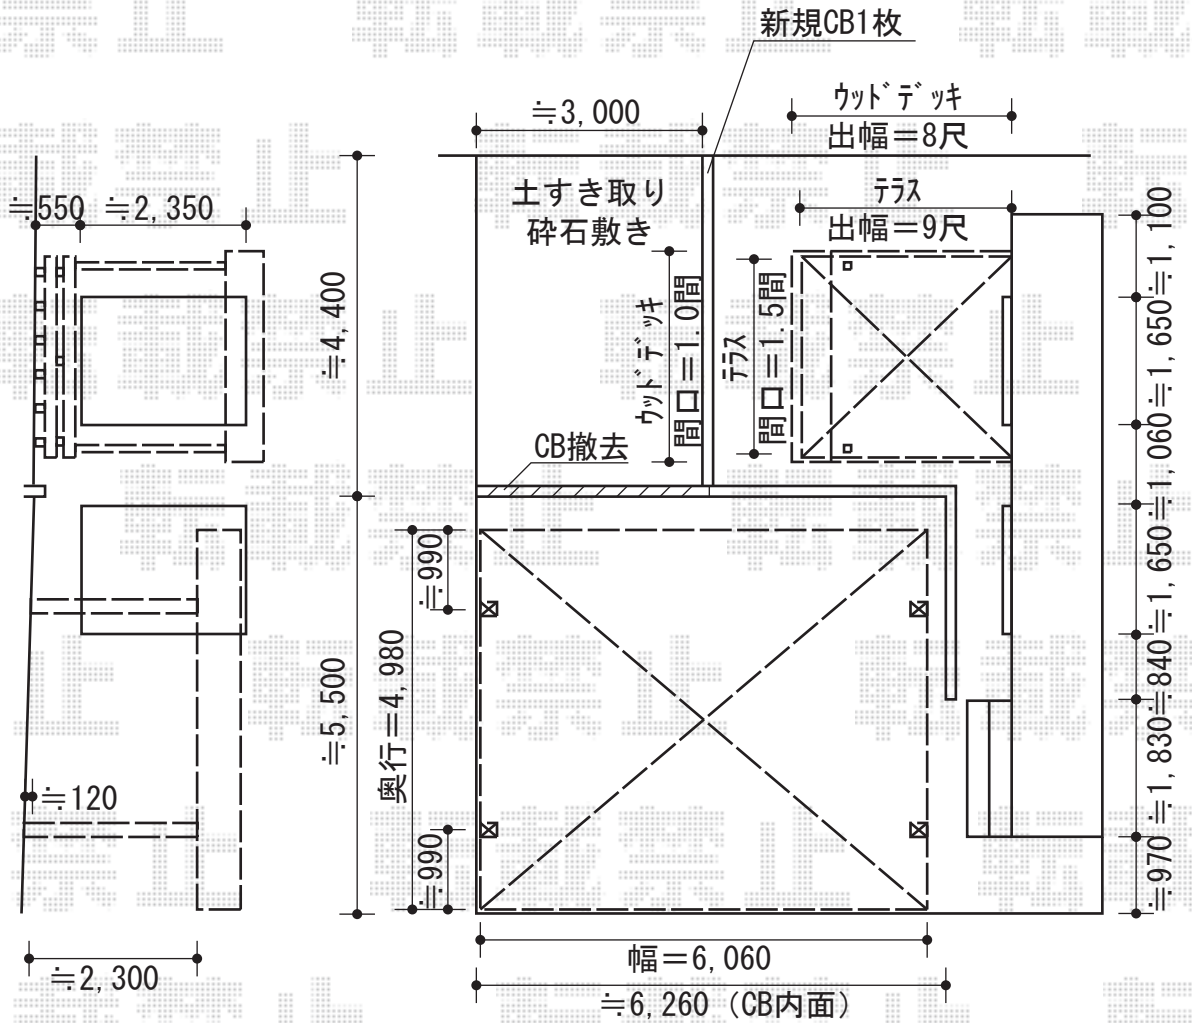 新規CB1枚
≒3,000
ｳｯﾄﾞﾃﾞｯｷ
出幅＝8尺
土すき取り
砕石敷き
ﾃﾗｽ
出幅＝9尺
≒550
≒2,350
≒4,400
ｳｯﾄﾞﾃﾞｯｷ
間口＝1.0間
ﾃﾗｽ
間口＝1.5間
≒1,100
≒1,650
≒1,060
≒1,650
≒840
≒1,830
≒970
CB撤去
≒990
奥行＝4,980
≒5,500
≒990
≒120
≒2,300
幅＝6,060
≒6,260（CB内面）